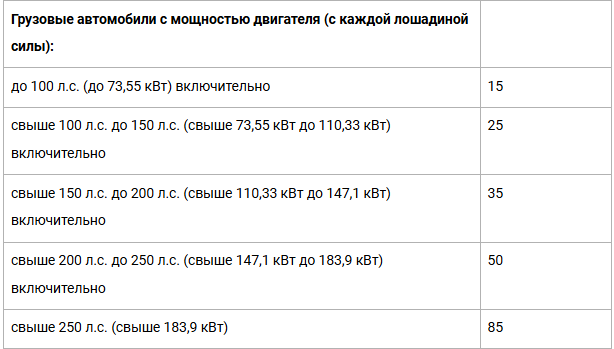 Грузовые автомобили с мощностью двигателя (с каждой лошадиной
силы):
до 100 л.с. (до 73,55 кВт) включительно
15
свыше 100 л.с. до 150 л.с. (свыше 73,55 кВт до 110,33 кВт)
включительно
25
свыше 150 л.с. до 200 л.с. (свыше 110,33 кВт до 147,1 кВт)
включительно
35
свыше 200 л.с. до 250 л.с. (свыше 147,1 кВт до 183,9 кВт)
включительно
50
свыше 250 л.с. (свыше 183,9 кВт)
85